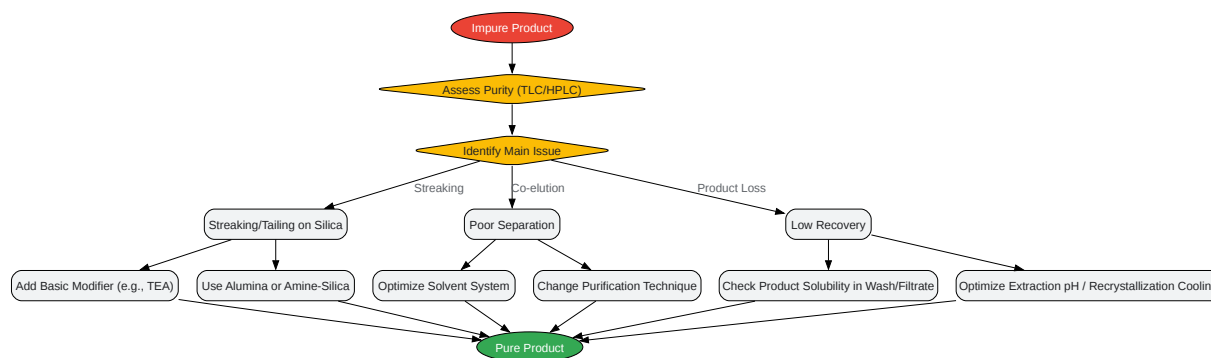 Impure Product
Assess Purity (TLC/HPLC)
Identify Main Issue
Streaking
Co-elution
Product Loss
Streaking/Tailing on Silica
Poor Separation
Low Recovery
Add Basic Modifier (e.g., TEA)
Use Alumina or Amine-Silica
Optimize Solvent System
Change Purification Technique
Check Product Solubility in Wash/Filtrate
Optimize Extraction pH / Recrystallization Cooling
Pure Product